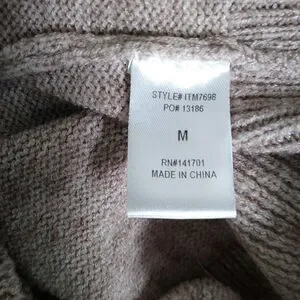 STYLE# ITM7698
PO# 13186
M
RN#141701
MADE IN CHINA